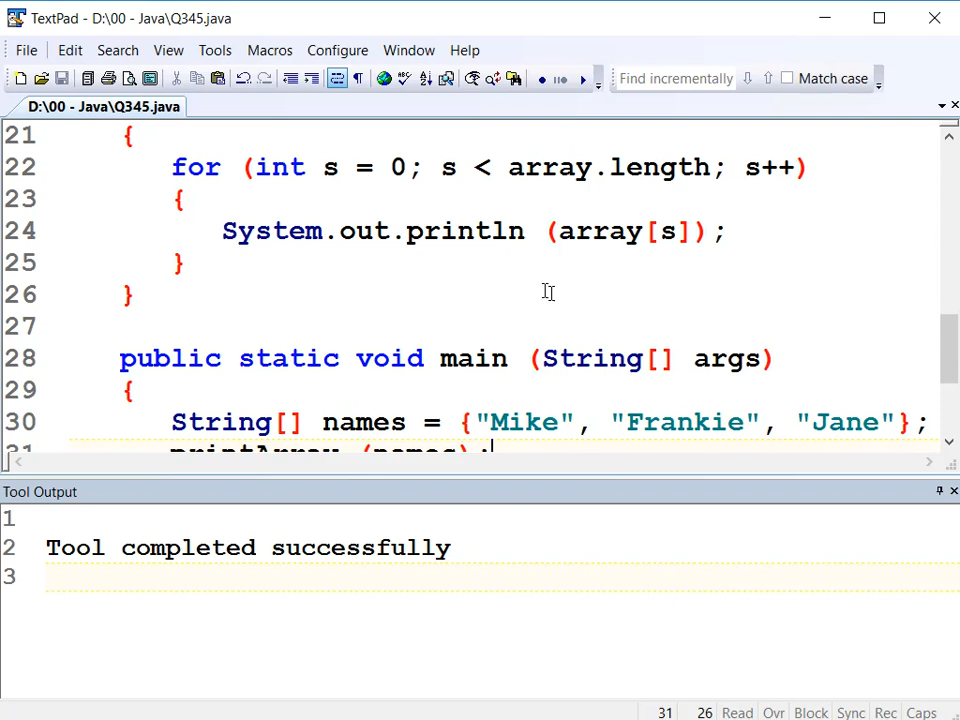 TextPad - D:\00 - Java\Q345.java
File Edit Search View Tools Macros Configure Window Help
Find incrementally Match case
D:\00 - Java\Q345.java
21 {
22 for (int s = 0; s < array.length; s++)
23 {
24 System.out.println (array[s]);
25 }
26 }
27
28 public static void main (String[] args)
29 {
30 String[] names = {"Mike", "Frankie", "Jane"};
31 printArray (names);
Tool Output
1
2 Tool completed successfully
3
31 26 Read Ovr Block Sync Rec Caps